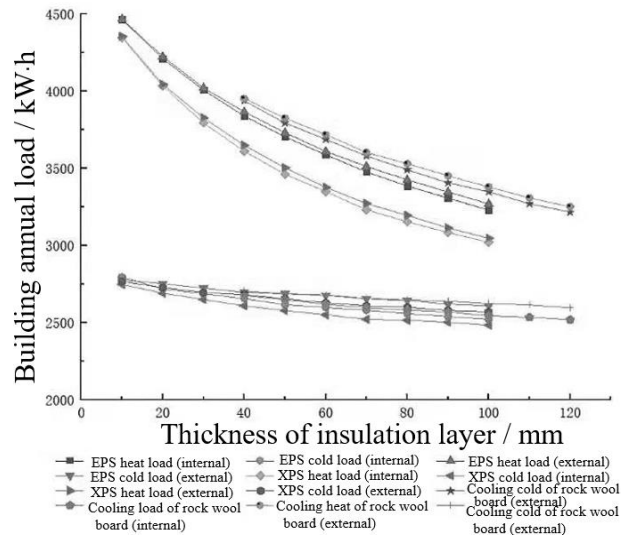 4500
4000
3500
3000
2500
2000
Building annual load / kW·h
0 20 40 60 80 100 120
Thickness of insulation layer / mm
EPS heat load (internal) EPS cold load (internal) EPS heat load (external)
EPS cold load (external) XPS heat load (internal) XPS cold load (internal)
XPS heat load (external) XPS cold load (external) Cooling cold of rock wool
board (external)
Cooling load of rock wool Cooling heat of rock wool Cooling cold of rock wool
board (internal) board (external) board (external)